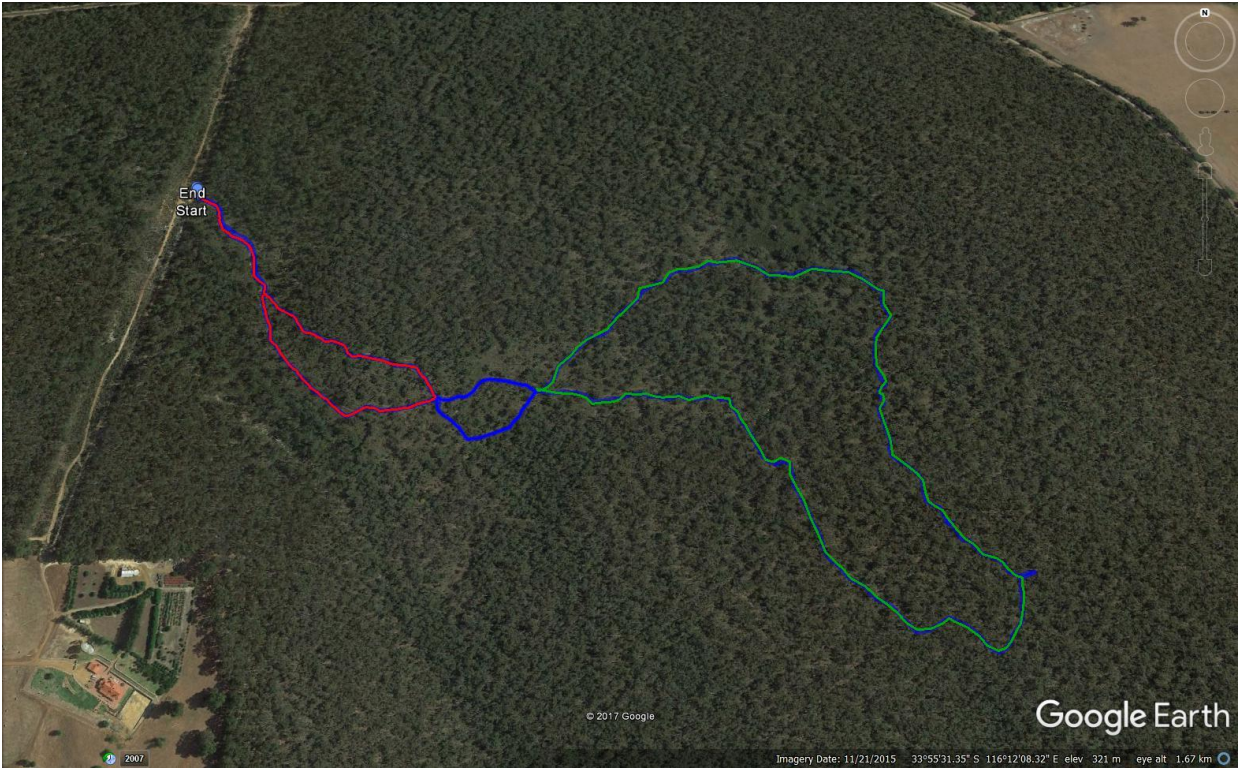 N
End
Start
© 2017 Google
Google Earth
2007
Imagery Date: 11/21/2015 33°55'31.35" S 116°12'08.32" E elev 321 m eye alt 1.67 km